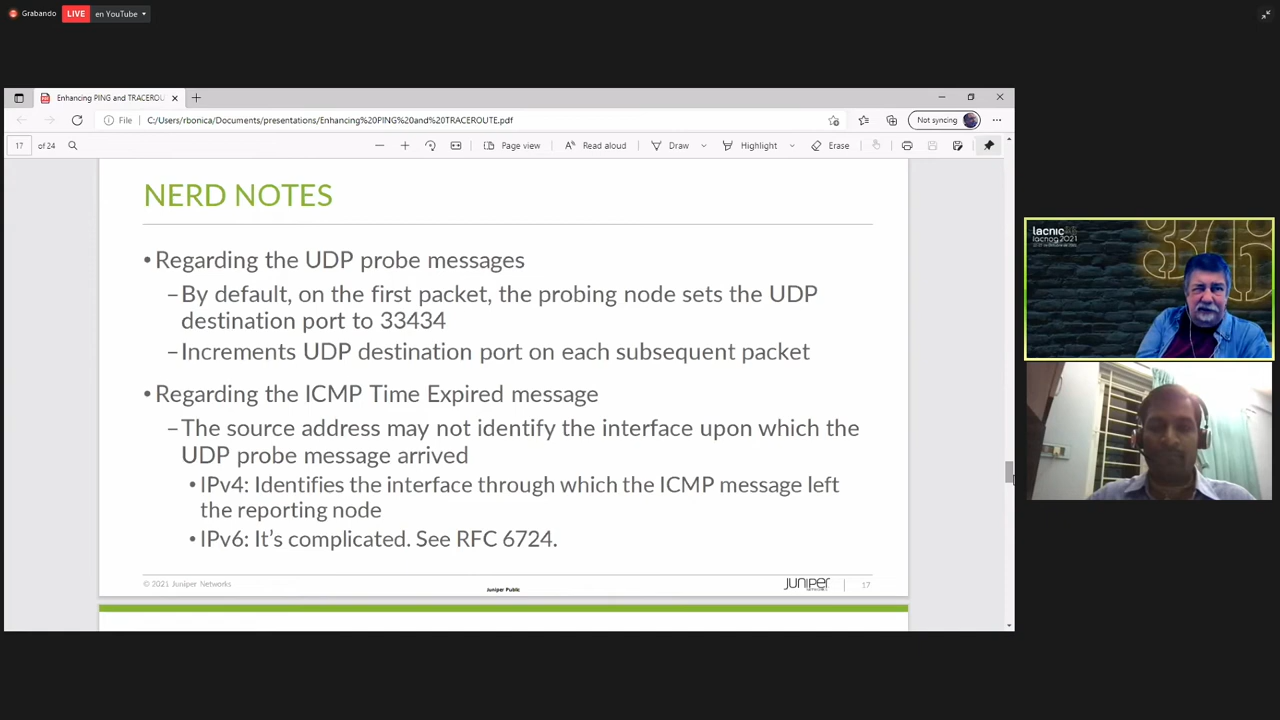 Grabando
LIVE
en YouTube
Enhancing PING and TRACEROU
File
C:/Users/rbonica/Documents/presentations/Enhancing%20PING%20and%20TRACEROUTE.pdf
Not syncing
17
of 24
Page view
Read aloud
Draw
Highlight
Erase
NERD NOTES
• Regarding the UDP probe messages
–By default, on the first packet, the probing node sets the UDP
destination port to 33434
–Increments UDP destination port on each subsequent packet
• Regarding the ICMP Time Expired message
–The source address may not identify the interface upon which the
UDP probe message arrived
• IPv4: Identifies the interface through which the ICMP message left
the reporting node
• IPv6: It's complicated. See RFC 6724.
© 2021 Juniper Networks
Juniper Public
JUNIPER
17
lacnic36
lacnog2021
36